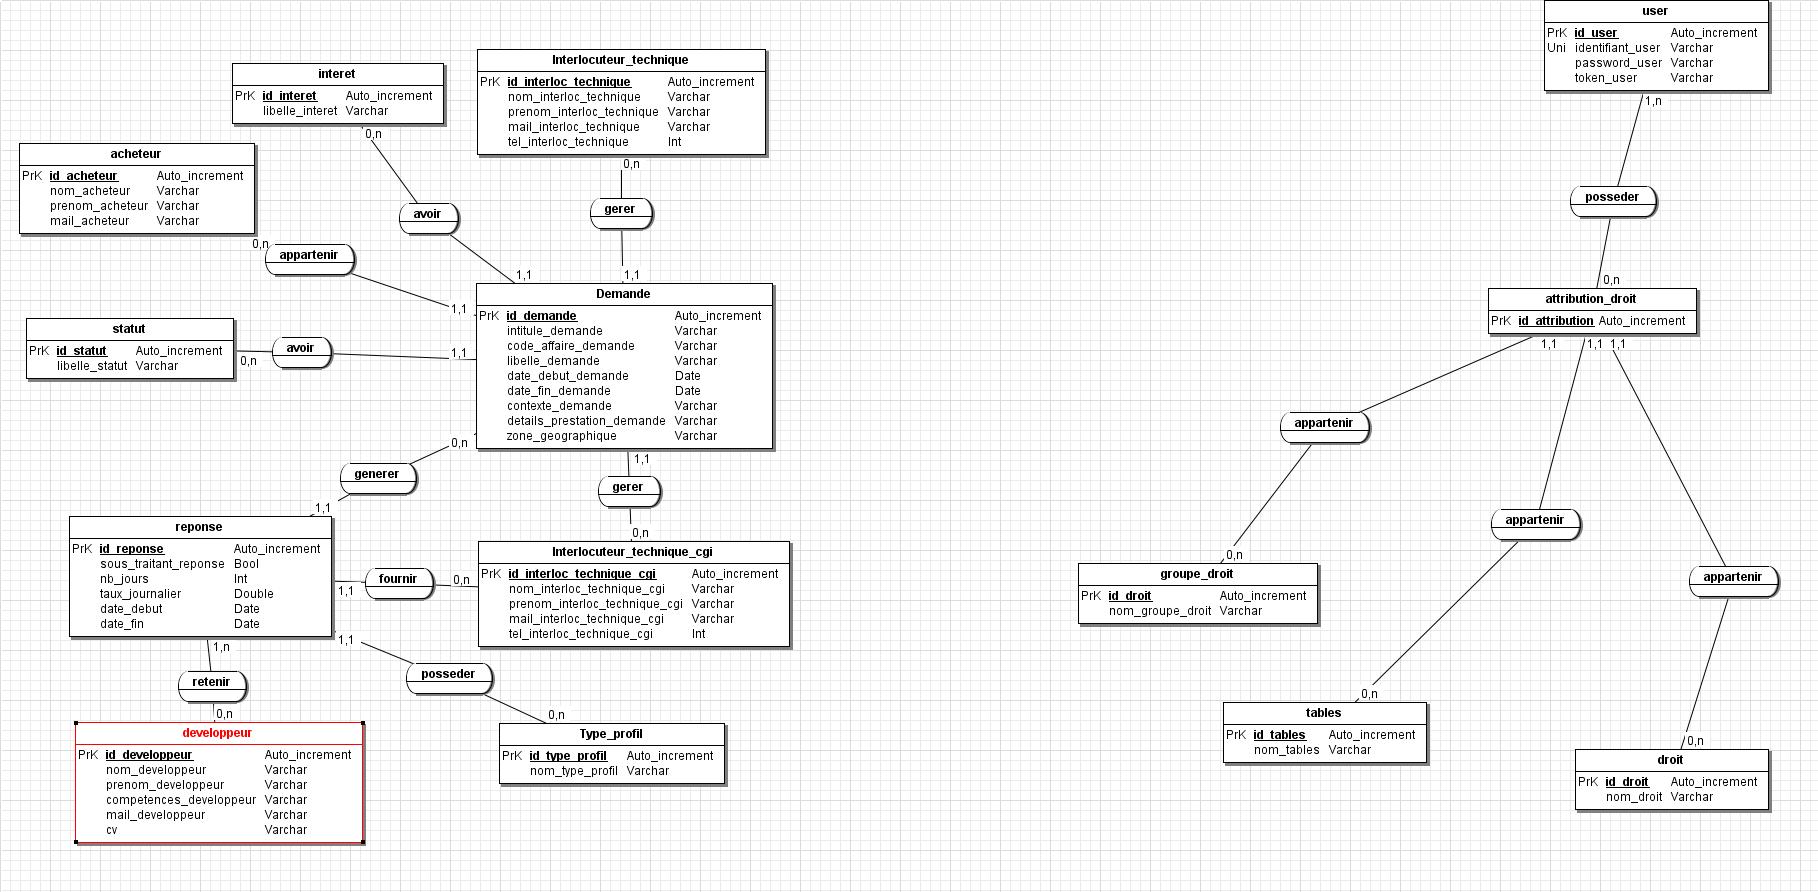 interet
PrK id_interet Auto_increment
libelle_interet Varchar
0,n
Interlocuteur_technique
PrK id_interloc_technique Auto_increment
nom_interloc_technique Varchar
prenom_interloc_technique Varchar
mail_interloc_technique Varchar
tel_interloc_technique Int
0,n
acheteur
PrK id_acheteur Auto_increment
nom_acheteur Varchar
prenom_acheteur Varchar
mail_acheteur Varchar
0,n
appartenir
1,1
avoir
1,1
gerer
1,1
statut
PrK id_statut Auto_increment
libelle_statut Varchar
0,n
avoir
1,1
Demande
PrK id_demande Auto_increment
intitule_demande Varchar
code_affaire_demande Varchar
libelle_demande Varchar
date_debut_demande Date
date_fin_demande Date
contexte_demande Varchar
details_prestation_demande Varchar
zone_geographique Varchar
0,n
generer
1,1
1,1
gerer
0,n
reponse
PrK id_reponse Auto_increment
sous_traitant_reponse Bool
nb_jours Int
taux_journalier Double
date_debut Date
date_fin Date
1,1
fournir
0,n
Interlocuteur_technique_cgi
PrK id_interloc_technique_cgi Auto_increment
nom_interloc_technique_cgi Varchar
prenom_interloc_technique_cgi Varchar
mail_interloc_technique_cgi Varchar
tel_interloc_technique_cgi Int
1,n
retenir
0,n
1,1
posseder
0,n
developpeur
PrK id_developpeur Auto_increment
nom_developpeur Varchar
prenom_developpeur Varchar
competences_developpeur Varchar
mail_developpeur Varchar
cv Varchar
Type_profil
PrK id_type_profil Auto_increment
nom_type_profil Varchar
user
PrK id_user Auto_increment
Uni identifiant_user Varchar
password_user Varchar
token_user Varchar
1,n
posseder
0,n
attribution_droit
PrK id_attribution Auto_increment
1,1
1,1
1,1
appartenir
0,n
appartenir
0,n
appartenir
0,n
groupe_droit
PrK id_droit Auto_increment
nom_groupe_droit Varchar
tables
PrK id_tables Auto_increment
nom_tables Varchar
droit
PrK id_droit Auto_increment
nom_droit Varchar